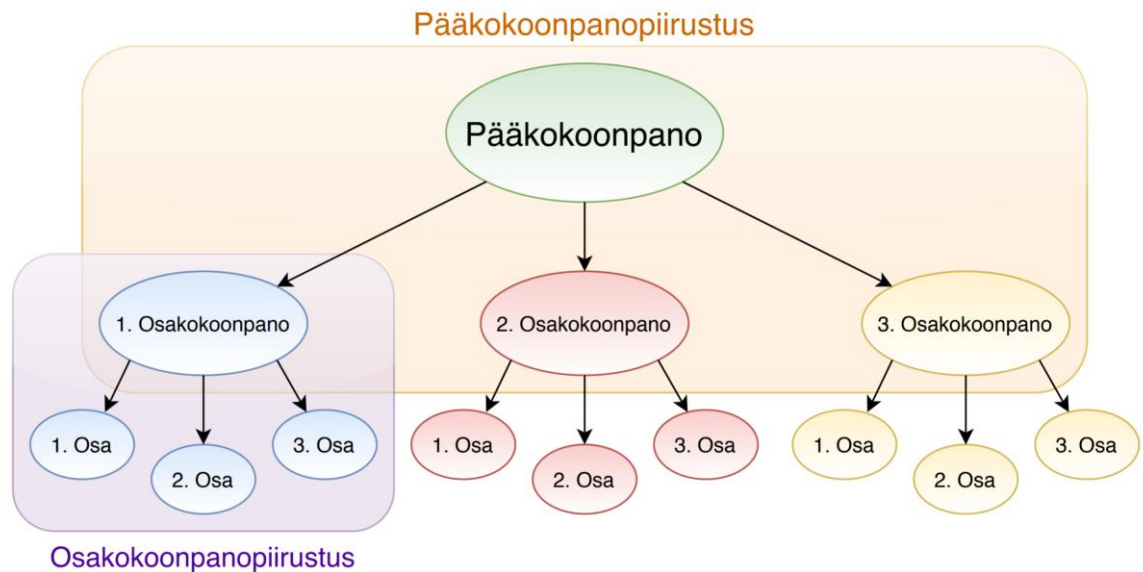 Pääkokoonpanopiirustus
Pääkokoonpano
1. Osakokoonpano
2. Osakokoonpano
3. Osakokoonpano
1. Osa
2. Osa
3. Osa
1. Osa
2. Osa
3. Osa
1. Osa
2. Osa
3. Osa
Osakokoonpanopiirustus